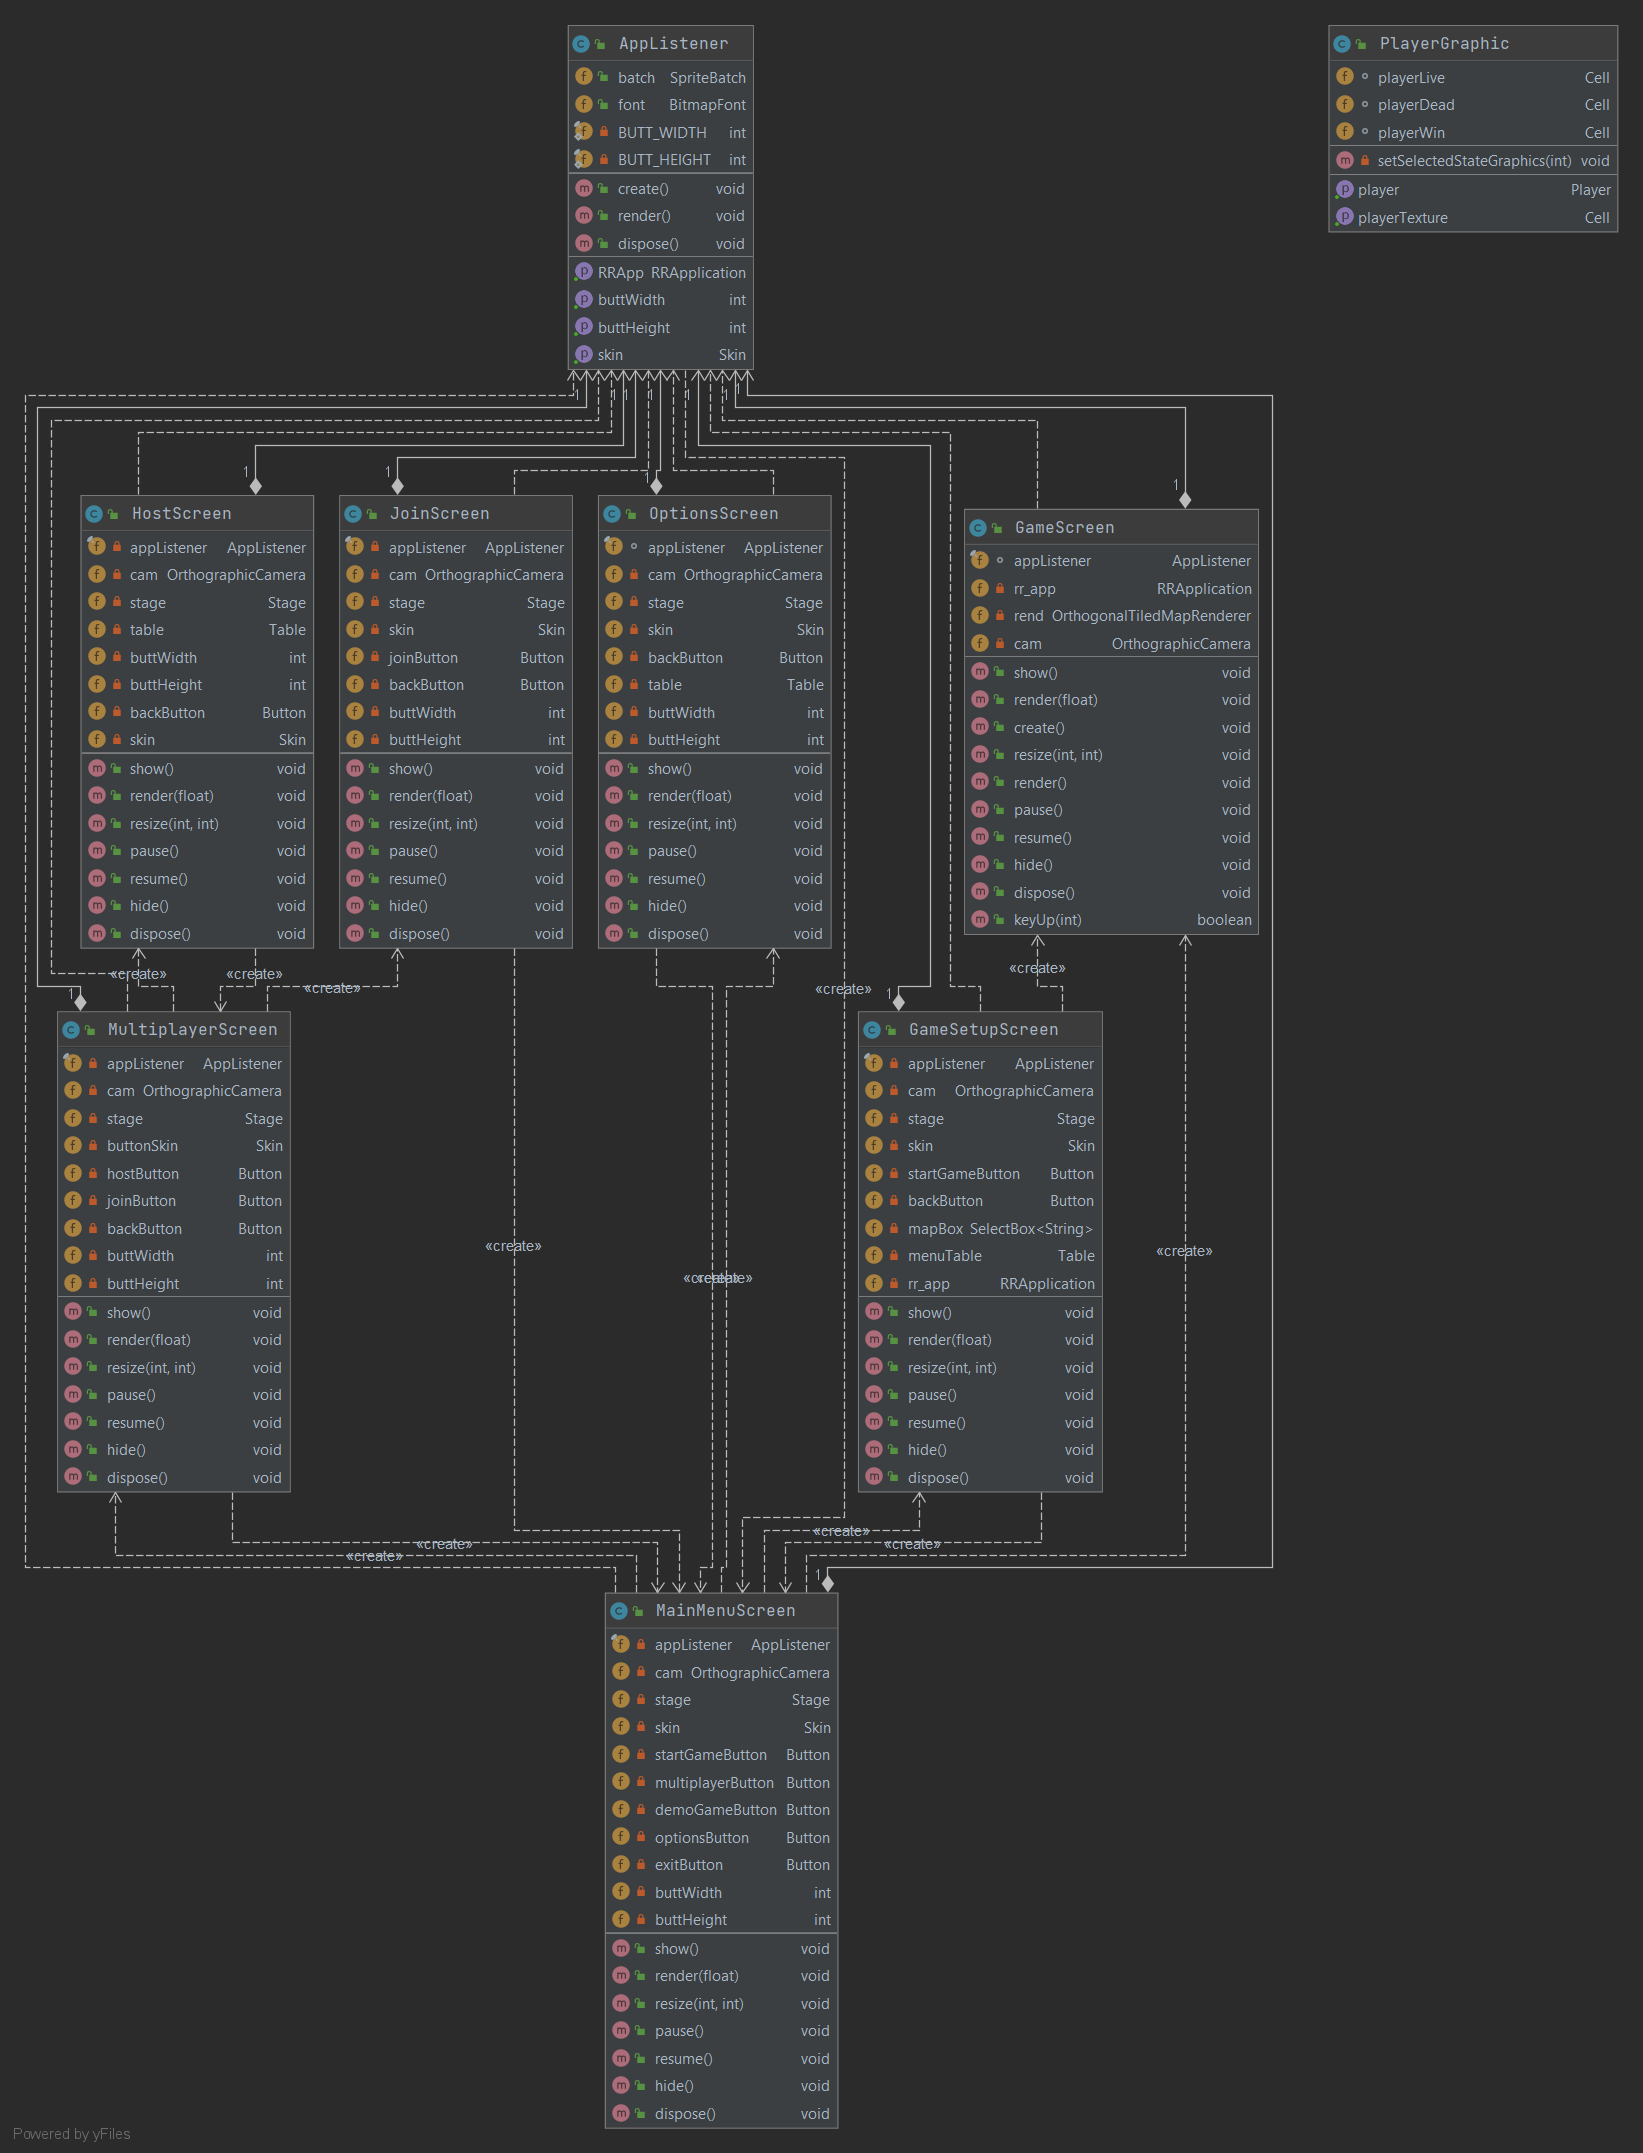 AppListener
batch SpriteBatch
font BitmapFont
BUTT_WIDTH int
BUTT_HEIGHT int
create() void
render() void
dispose() void
RRApp RRApplication
buttWidth int
buttHeight int
skin Skin
PlayerGraphic
playerLive Cell
playerDead Cell
playerWin Cell
setSelectedStateGraphics(int) void
player Player
playerTexture Cell
1
1
1
1
1
1
1
1
1
1
1
HostScreen
appListener AppListener
cam OrthographicCamera
stage Stage
table Table
buttWidth int
buttHeight int
backButton Button
skin Skin
show() void
render(float) void
resize(int, int) void
pause() void
resume() void
hide() void
dispose() void
JoinScreen
appListener AppListener
cam OrthographicCamera
stage Stage
skin Skin
joinButton Button
backButton Button
buttWidth int
buttHeight int
show() void
render(float) void
resize(int, int) void
pause() void
resume() void
hide() void
dispose() void
OptionsScreen
appListener AppListener
cam OrthographicCamera
stage Stage
skin Skin
backButton Button
table Table
buttWidth int
buttHeight int
show() void
render(float) void
resize(int, int) void
pause() void
resume() void
hide() void
dispose() void
GameScreen
appListener AppListener
rr_app RRApplication
rend OrthogonalTiledMapRenderer
cam OrthographicCamera
show() void
render(float) void
create() void
resize(int, int) void
render() void
pause() void
resume() void
hide() void
dispose() void
keyUp(int) boolean
«create»
«create»
«create»
«create»
«create»
1
1
MultiplayerScreen
appListener AppListener
cam OrthographicCamera
stage Stage
buttonSkin Skin
hostButton Button
joinButton Button
backButton Button
buttWidth int
buttHeight int
show() void
render(float) void
resize(int, int) void
pause() void
resume() void
hide() void
dispose() void
GameSetupScreen
appListener AppListener
cam OrthographicCamera
stage Stage
skin Skin
startGameButton Button
backButton Button
mapBox SelectBox<String>
menuTable Table
rr_app RRApplication
show() void
render(float) void
resize(int, int) void
pause() void
resume() void
hide() void
dispose() void
«create»
«create»
«create»
«create»
«create»
«create»
«create»
«create»
1
MainMenuScreen
appListener AppListener
cam OrthographicCamera
stage Stage
skin Skin
startGameButton Button
multiplayerButton Button
demoGameButton Button
optionsButton Button
exitButton Button
buttWidth int
buttHeight int
show() void
render(float) void
resize(int, int) void
pause() void
resume() void
hide() void
dispose() void
Powered by yFiles